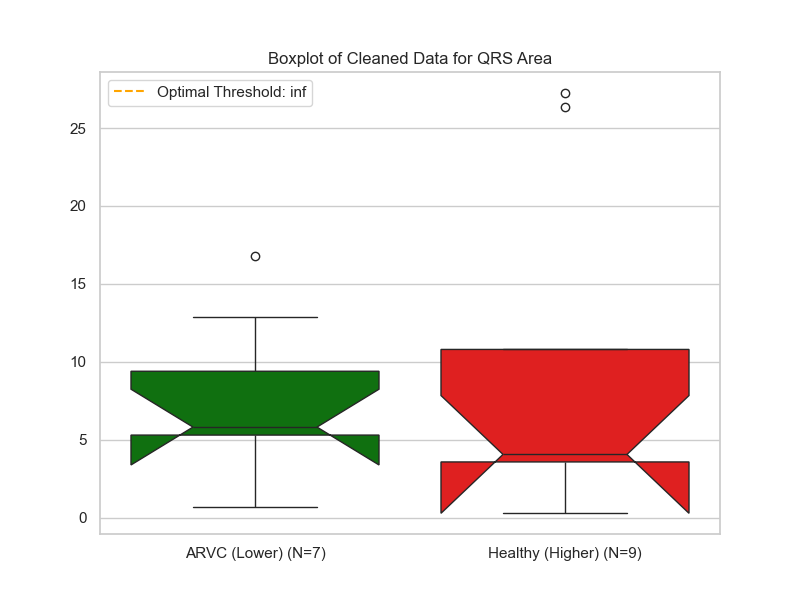 Boxplot of Cleaned Data for QRS Area
Optimal Threshold: inf
25
20
15
10
5
0
ARVC (Lower) (N=7)
Healthy (Higher) (N=9)